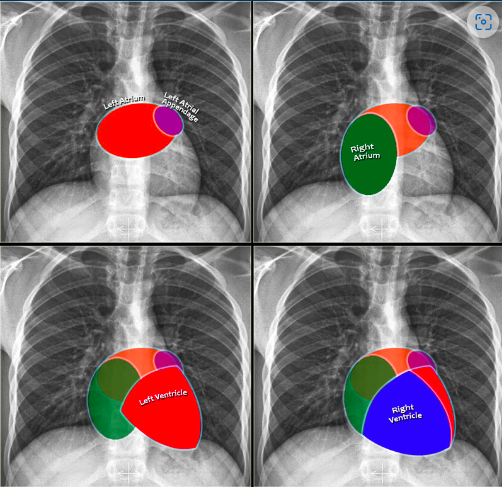 Left Atrium
Left Atrial
Appendage
Right
Atrium
Left Ventricle
Right
Ventricle